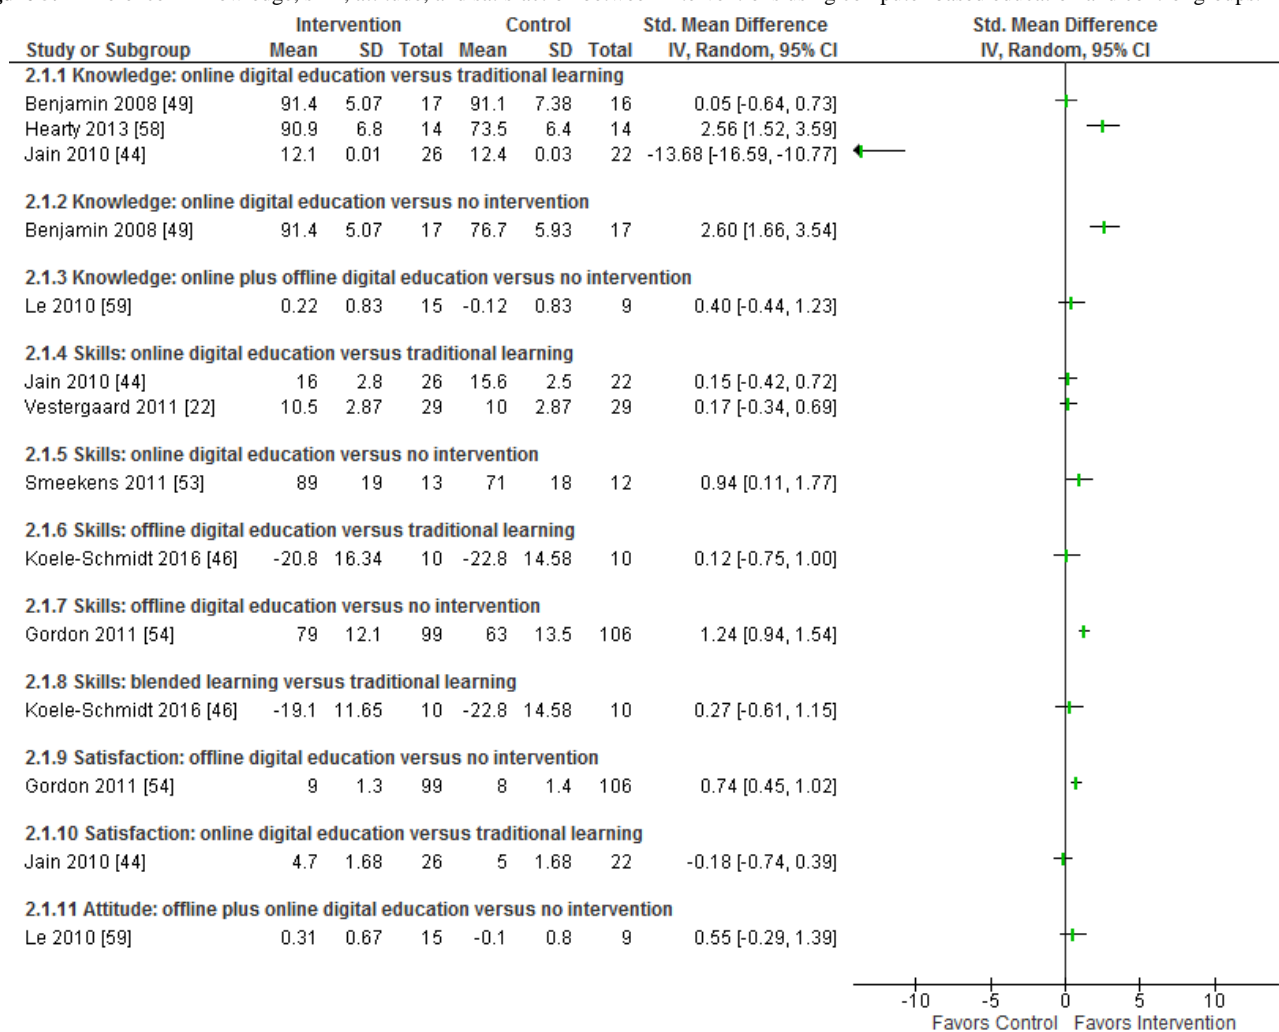 Intervention Control Std. Mean Difference Std. Mean Difference
Study or Subgroup Mean SD Total Mean SD Total IV, Random, 95% CI IV, Random, 95% CI
2.1.1 Knowledge: online digital education versus traditional learning
Benjamin 2008 [49] 91.4 5.07 17 91.1 7.38 16 0.05 [-0.64, 0.73]
Hearty 2013 [58] 90.9 6.8 14 73.5 6.4 14 2.56 [1.52, 3.59]
Jain 2010 [44] 12.1 0.01 26 12.4 0.03 22 -13.68 [-16.59, -10.77]
2.1.2 Knowledge: online digital education versus no intervention
Benjamin 2008 [49] 91.4 5.07 17 76.7 5.93 17 2.60 [1.66, 3.54]
2.1.3 Knowledge: online plus offline digital education versus no intervention
Le 2010 [59] 0.22 0.83 15 -0.12 0.83 9 0.40 [-0.44, 1.23]
2.1.4 Skills: online digital education versus traditional learning
Jain 2010 [44] 16 2.8 26 15.6 2.5 22 0.15 [-0.42, 0.72]
Vestergaard 2011 [22] 10.5 2.87 29 10 2.87 29 0.17 [-0.34, 0.69]
2.1.5 Skills: online digital education versus no intervention
Smeekens 2011 [53] 89 19 13 71 18 12 0.94 [0.11, 1.77]
2.1.6 Skills: offline digital education versus traditional learning
Koele-Schmidt 2016 [46] -20.8 16.34 10 -22.8 14.58 10 0.12 [-0.75, 1.00]
2.1.7 Skills: offline digital education versus no intervention
Gordon 2011 [54] 79 12.1 99 63 13.5 106 1.24 [0.94, 1.54]
2.1.8 Skills: blended learning versus traditional learning
Koele-Schmidt 2016 [46] -19.1 11.65 10 -22.8 14.58 10 0.27 [-0.61, 1.15]
2.1.9 Satisfaction: offline digital education versus no intervention
Gordon 2011 [54] 9 1.3 99 8 1.4 106 0.74 [0.45, 1.02]
2.1.10 Satisfaction: online digital education versus traditional learning
Jain 2010 [44] 4.7 1.68 26 5 1.68 22 -0.18 [-0.74, 0.39]
2.1.11 Attitude: offline plus online digital education versus no intervention
Le 2010 [59] 0.31 0.67 15 -0.1 0.8 9 0.55 [-0.29, 1.39]
-10 -5 0 5 10
Favors Control Favors Intervention